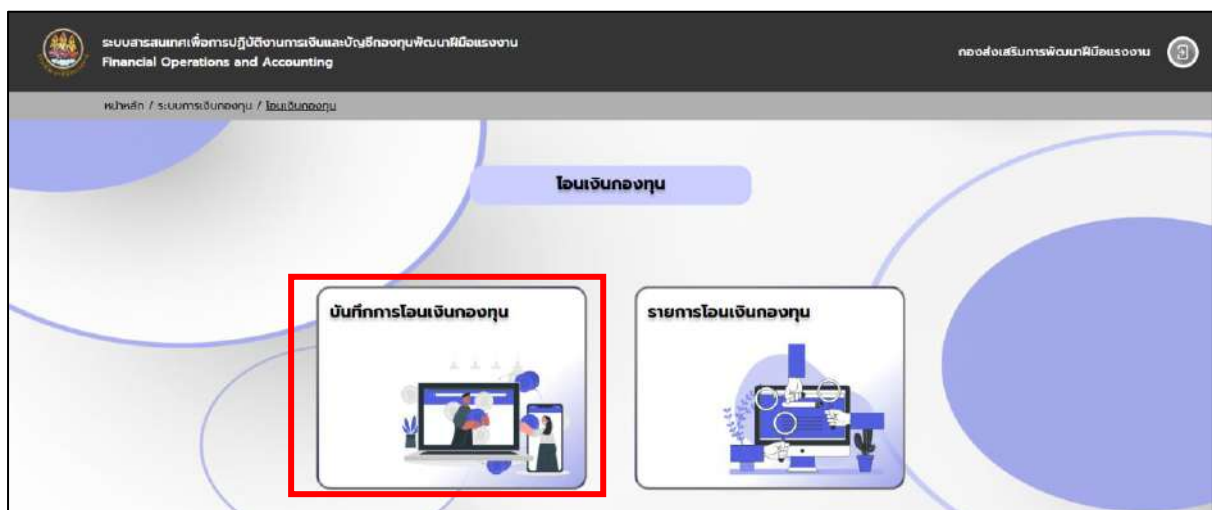 ระบบสารสนเทศเพื่อการปฏิบัติงานการเงินและบัญชีกองทุนพัฒนาฝีมือแรงงาน
Financial Operations and Accounting
กองส่งเสริมการพัฒนาฝีมือแรงงาน
หน้าหลัก / ระบบการเงินกองทุน / โอนเงินกองทุน
โอนเงินกองทุน
บันทึกการโอนเงินกองทุน
รายการโอนเงินกองทุน